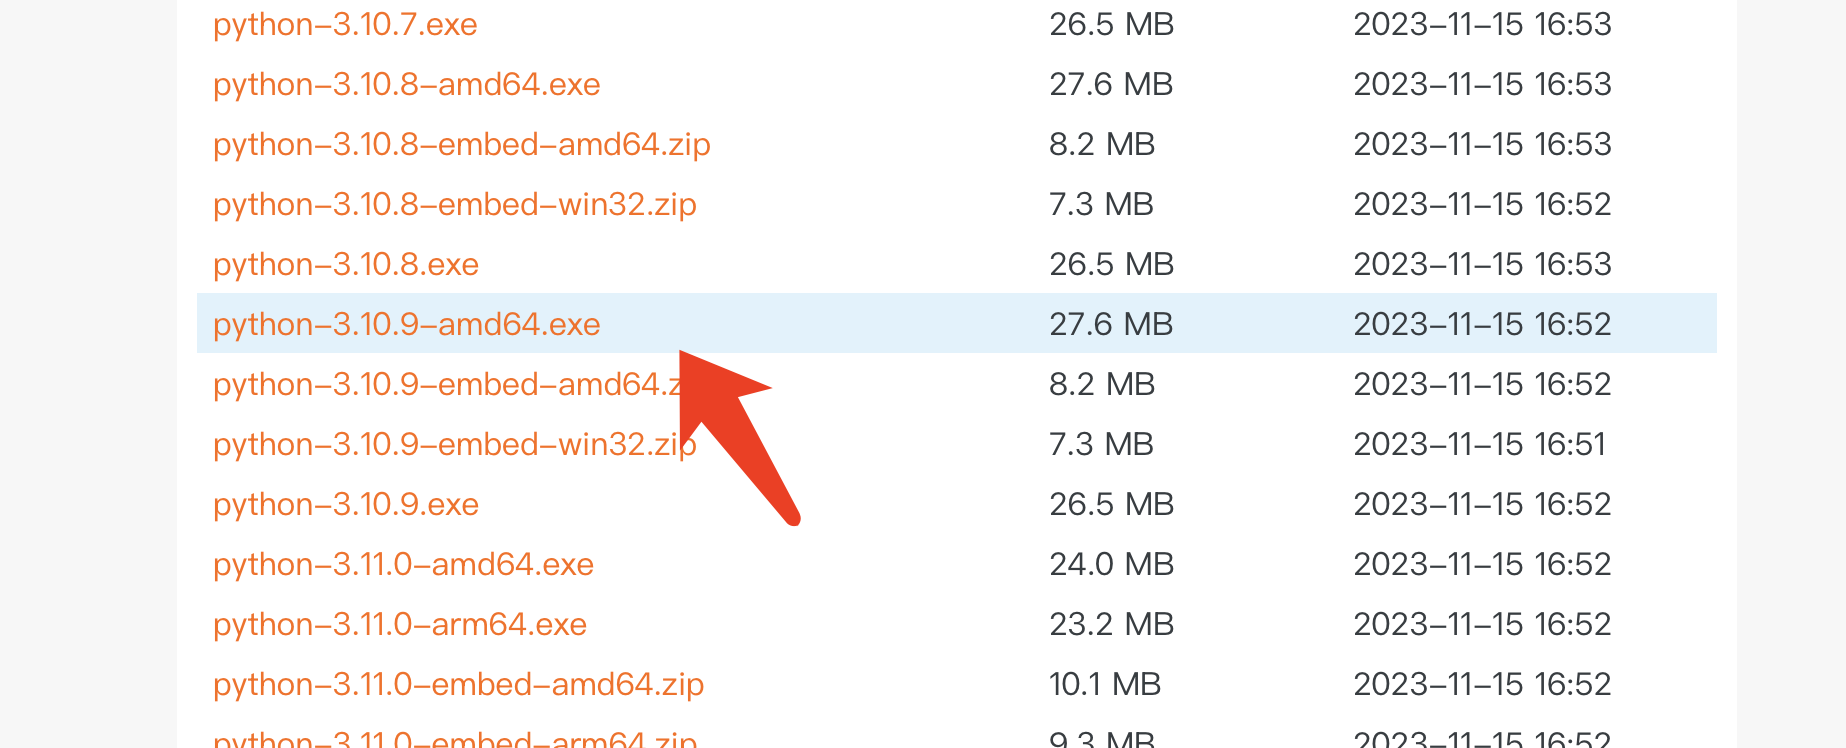 python-3.10.7.exe 26.5 MB 2023-11-15 16:53
python-3.10.8-amd64.exe 27.6 MB 2023-11-15 16:53
python-3.10.8-embed-amd64.zip 8.2 MB 2023-11-15 16:53
python-3.10.8-embed-win32.zip 7.3 MB 2023-11-15 16:52
python-3.10.8.exe 26.5 MB 2023-11-15 16:53
python-3.10.9-amd64.exe 27.6 MB 2023-11-15 16:52
python-3.10.9-embed-amd64.z 8.2 MB 2023-11-15 16:52
python-3.10.9-embed-win32.zip 7.3 MB 2023-11-15 16:51
python-3.10.9.exe 26.5 MB 2023-11-15 16:52
python-3.11.0-amd64.exe 24.0 MB 2023-11-15 16:52
python-3.11.0-arm64.exe 23.2 MB 2023-11-15 16:52
python-3.11.0-embed-amd64.zip 10.1 MB 2023-11-15 16:52
python-3.11.0-embed-arm64.zip 9.3 MB 2023-11-15 16:52